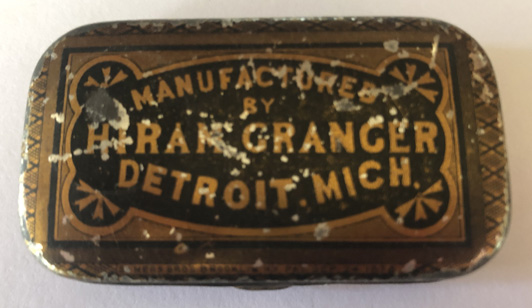 MANUFACTURED
BY
HIRAM GRANGER
DETROIT. MICH.